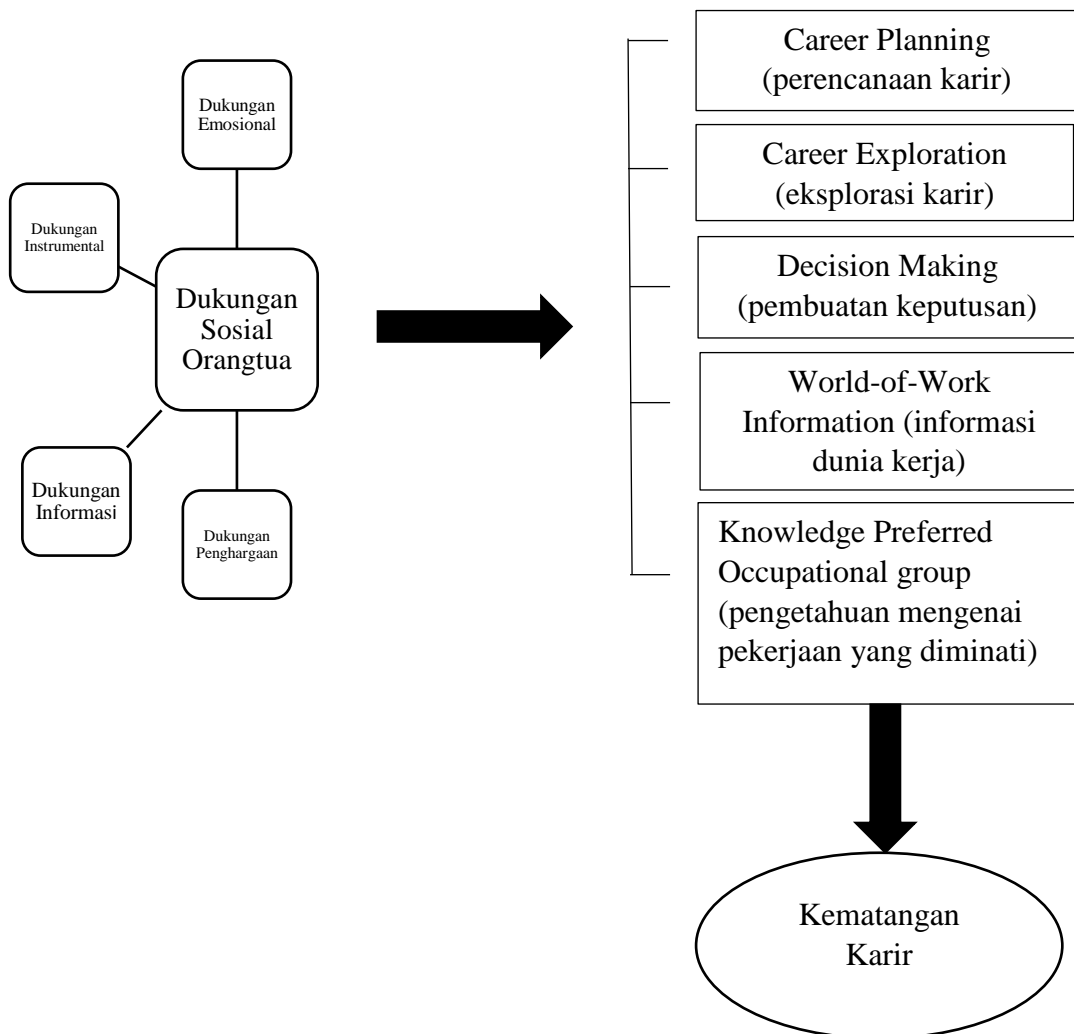 Dukungan
Emosional
Dukungan
Instrumental
Dukungan
Sosial
Orangtua
Dukungan
Informasi
Dukungan
Penghargaan
Career Planning
(perencanaan karir)
Career Exploration
(eksplorasi karir)
Decision Making
(pembuatan keputusan)
World-of-Work
Information (informasi
dunia kerja)
Knowledge Preferred
Occupational group
(pengetahuan mengenai
pekerjaan yang diminati)
Kematangan
Karir